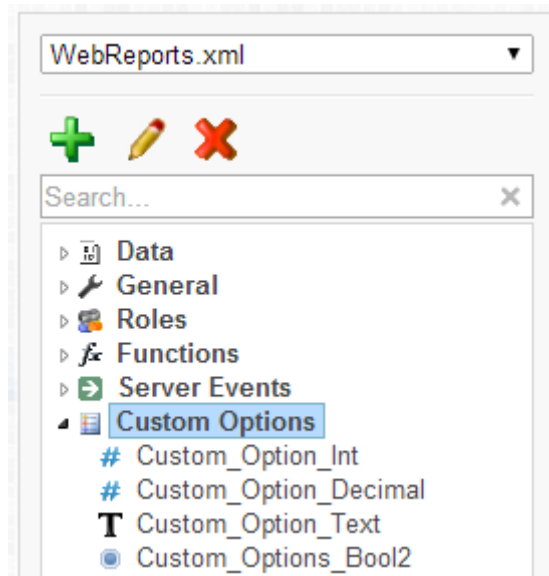 WebReports.xml
Search...
Data
General
Roles
Functions
Server Events
Custom Options
Custom_Option_Int
Custom_Option_Decimal
Custom_Option_Text
Custom_Options_Bool2